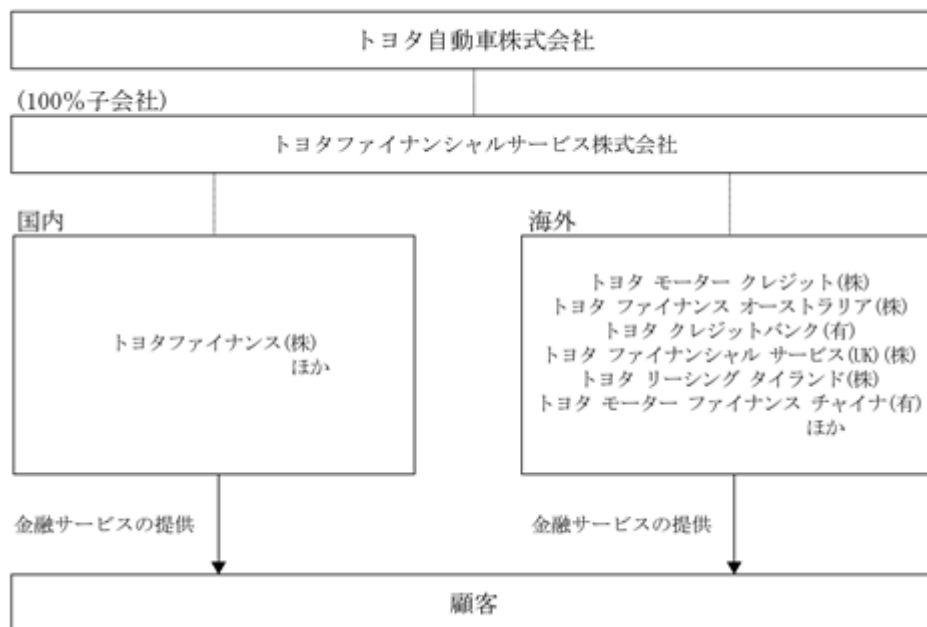 トヨタ自動車株式会社
(100%子会社)
トヨタファイナンシャルサービス株式会社
国内
海外
トヨタファイナンス(株)
ほか
トヨタ モーター クレジット(株)
トヨタ ファイナンス オーストラリア(株)
トヨタ クレジットバンク(有)
トヨタ ファイナンシャル サービス(UK)(株)
トヨタ リーシング タイランド(株)
トヨタ モーター ファイナンス チャイナ(有)
ほか
金融サービスの提供
金融サービスの提供
顧客